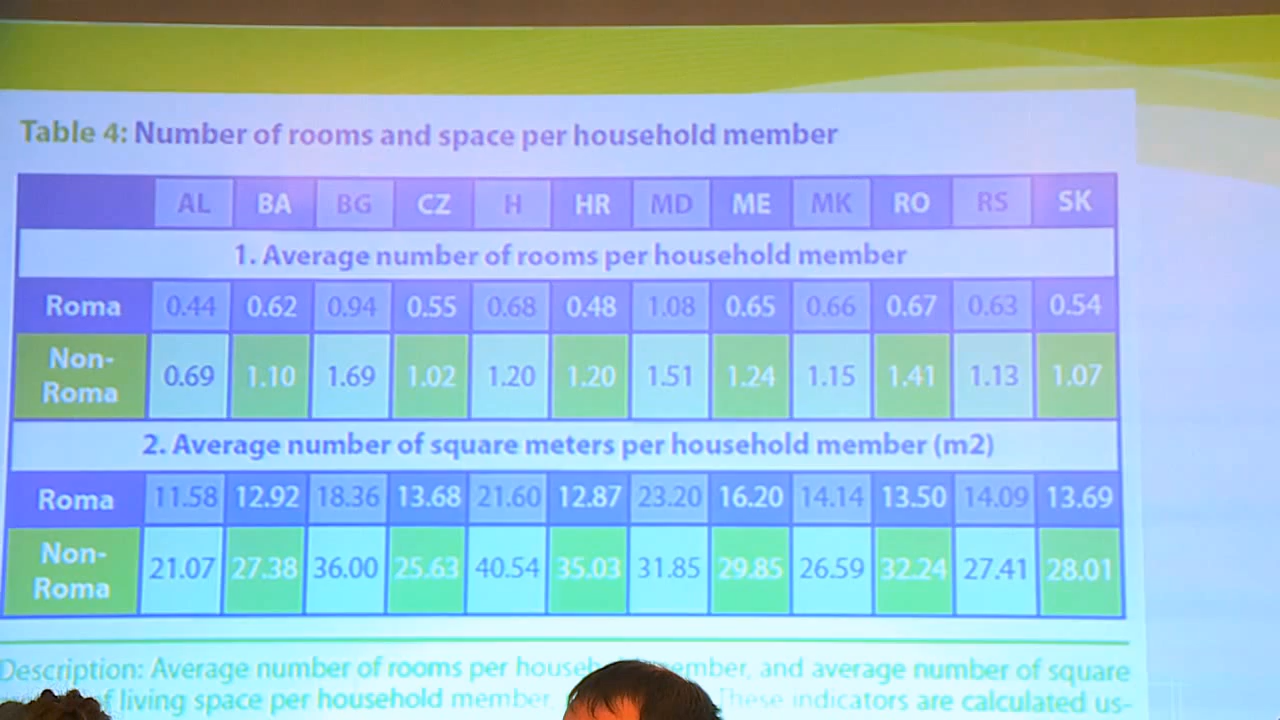 Table 4: Number of rooms and space per household member
AL BA BG CZ H HR MD ME MK RO RS SK
1. Average number of rooms per household member
Roma 0.44 0.62 0.94 0.55 0.68 0.48 1.08 0.65 0.66 0.67 0.63 0.54
Non-
Roma 0.69 1.10 1.69 1.02 1.20 1.20 1.51 1.24 1.15 1.41 1.13 1.07
2. Average number of square meters per household member (m2)
Roma 11.58 12.92 18.36 13.68 21.60 12.87 23.20 16.20 14.14 13.50 14.09 13.69
Non-
Roma 21.07 27.38 36.00 25.63 40.54 35.03 31.85 29.85 26.59 32.24 27.41 28.01
Description: Average number of rooms per ember, and average number of square
living space per household member, These indicators are calculated us-